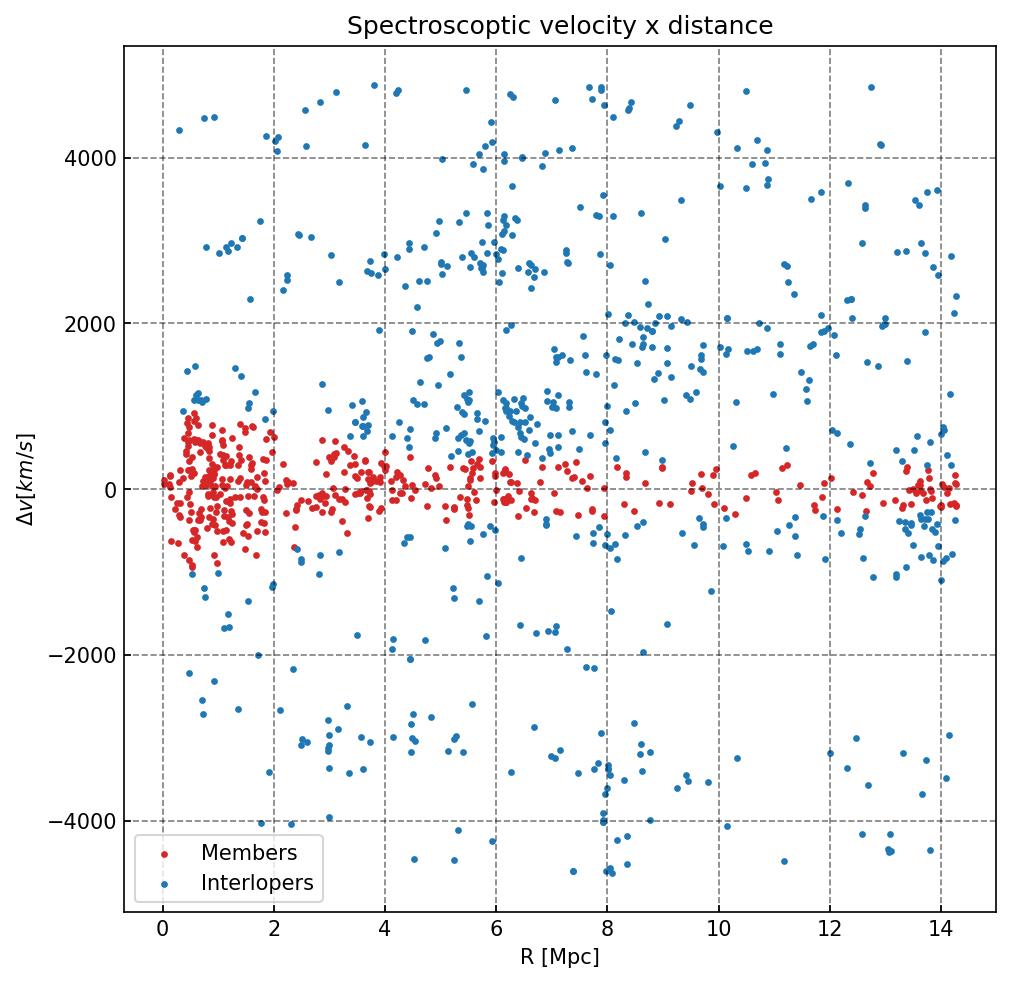 Spectroscoptic velocity x distance
4000
2000
0
−2000
−4000
Δv[km/s]
Members
Interlopers
0 2 4 6 8 10 12 14
R [Mpc]